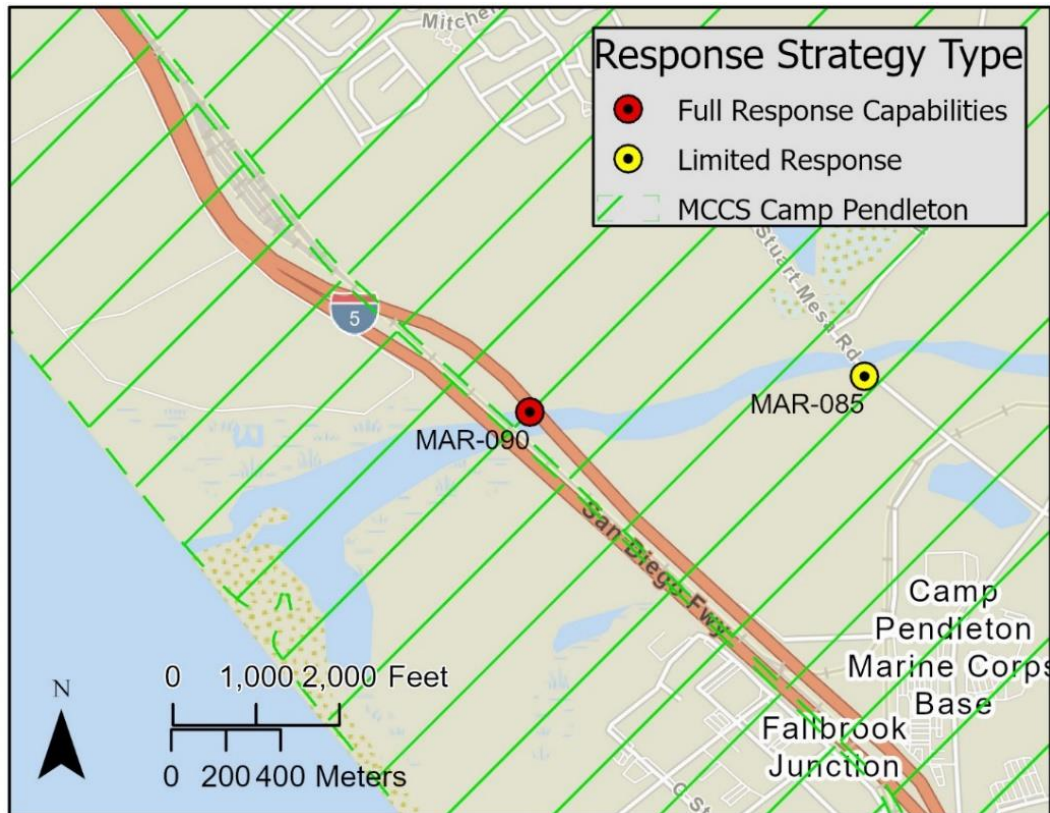 Mitche
Response Strategy Type
Full Response Capabilities
Limited Response
MCCS Camp Pendleton
Stuart Mesa Rd
5
MAR-085
MAR-090
San Diego Fwy
Camp
Pendleton
Marine Corps
Base
Fallbrook
Junction
0 1,000 2,000 Feet
N
0 200 400 Meters
C St